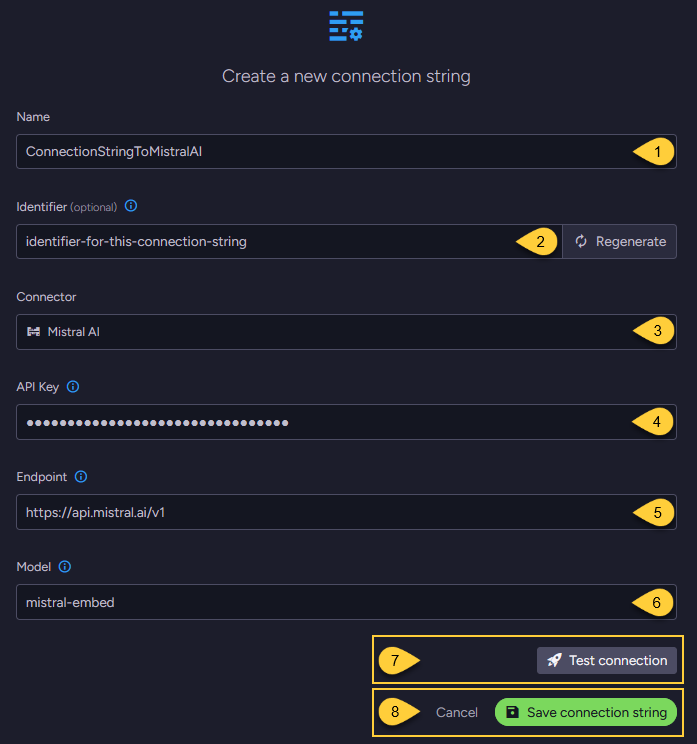 Create a new connection string
Name
ConnectionStringToMistralAI 1
Identifier (optional)
identifier-for-this-connection-string 2 Regenerate
Connector
Mistral AI 3
API Key
●●●●●●●●●●●●●●●●●●●●●●●●●●●●●●●● 4
Endpoint
https://api.mistral.ai/v1 5
Model
mistral-embed 6
7 Test connection
8 Cancel Save connection string